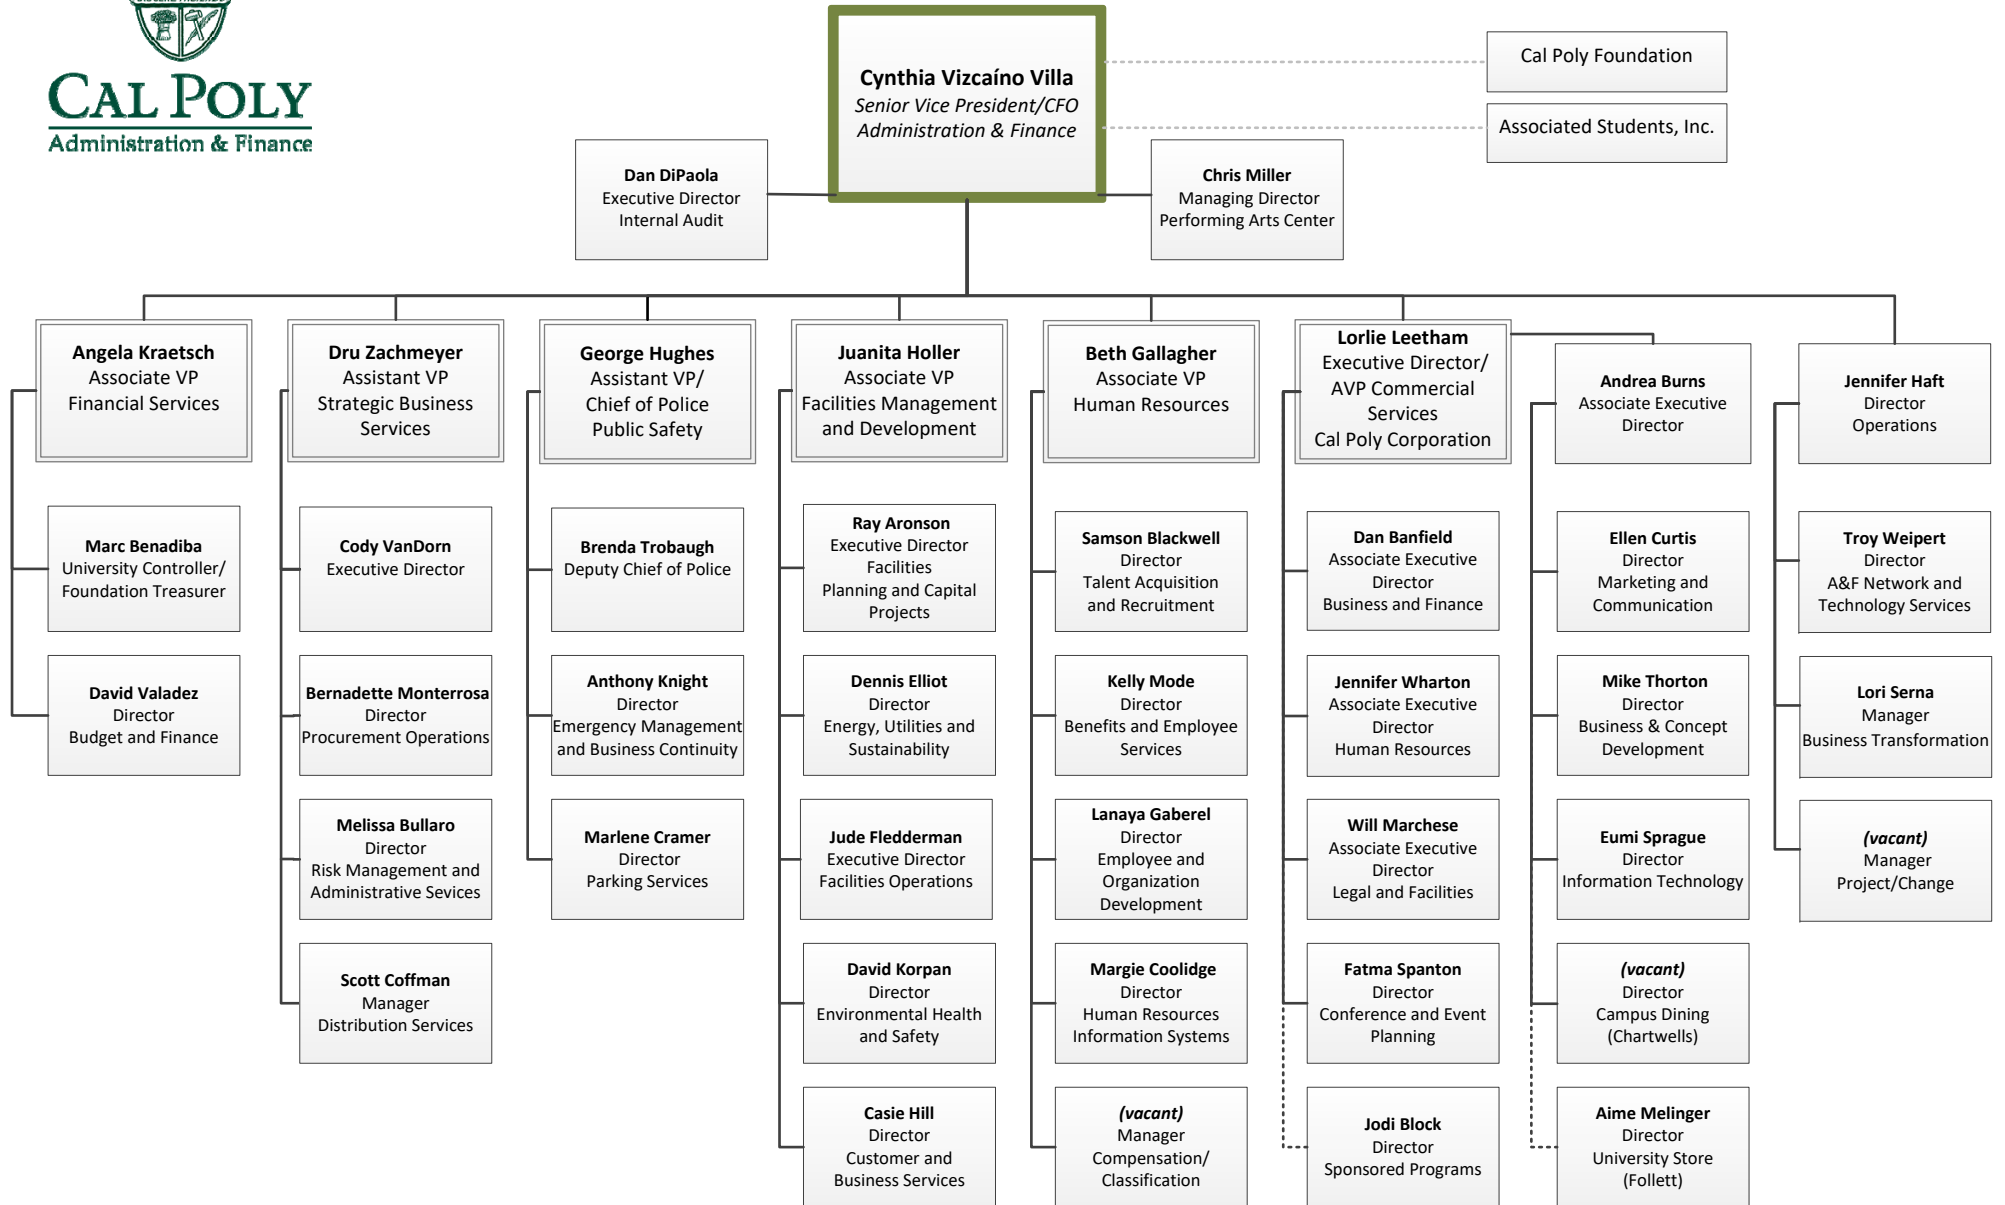 CAL POLY
Administration & Finance
Cynthia Vizcaíno Villa
Senior Vice President/CFO
Administration & Finance
Cal Poly Foundation
Associated Students, Inc.
Dan DiPaola
Executive Director
Internal Audit
Chris Miller
Managing Director
Performing Arts Center
Angela Kraetsch
Associate VP
Financial Services
Dru Zachmeyer
Assistant VP
Strategic Business
Services
George Hughes
Assistant VP/
Chief of Police
Public Safety
Juanita Holler
Associate VP
Facilities Management
and Development
Beth Gallagher
Associate VP
Human Resources
Lorlie Leetham
Executive Director/
AVP Commercial
Services
Cal Poly Corporation
Andrea Burns
Associate Executive
Director
Jennifer Haft
Director
Operations
Marc Benadiba
University Controller/
Foundation Treasurer
Cody VanDorn
Executive Director
Brenda Trobaugh
Deputy Chief of Police
Ray Aronson
Executive Director
Facilities
Planning and Capital
Projects
Samson Blackwell
Director
Talent Acquisition
and Recruitment
Dan Banfield
Associate Executive
Director
Business and Finance
Ellen Curtis
Director
Marketing and
Communication
Troy Weipert
Director
A&F Network and
Technology Services
David Valadez
Director
Budget and Finance
Bernadette Monterrosa
Director
Procurement Operations
Anthony Knight
Director
Emergency Management
and Business Continuity
Dennis Elliot
Director
Energy, Utilities and
Sustainability
Kelly Mode
Director
Benefits and Employee
Services
Jennifer Wharton
Associate Executive
Director
Human Resources
Mike Thorton
Director
Business & Concept
Development
Lori Serna
Manager
Business Transformation
Melissa Bullaro
Director
Risk Management and
Administrative Sevices
Marlene Cramer
Director
Parking Services
Jude Fledderman
Executive Director
Facilities Operations
Lanaya Gaberel
Director
Employee and
Organization
Development
Will Marchese
Associate Executive
Director
Legal and Facilities
Eumi Sprague
Director
Information Technology
(vacant)
Manager
Project/Change
Scott Coffman
Manager
Distribution Services
David Korpan
Director
Environmental Health
and Safety
Margie Coolidge
Director
Human Resources
Information Systems
Fatma Spanton
Director
Conference and Event
Planning
(vacant)
Director
Campus Dining
(Chartwells)
Casie Hill
Director
Customer and
Business Services
(vacant)
Manager
Compensation/
Classification
Jodi Block
Director
Sponsored Programs
Aime Melinger
Director
University Store
(Follett)